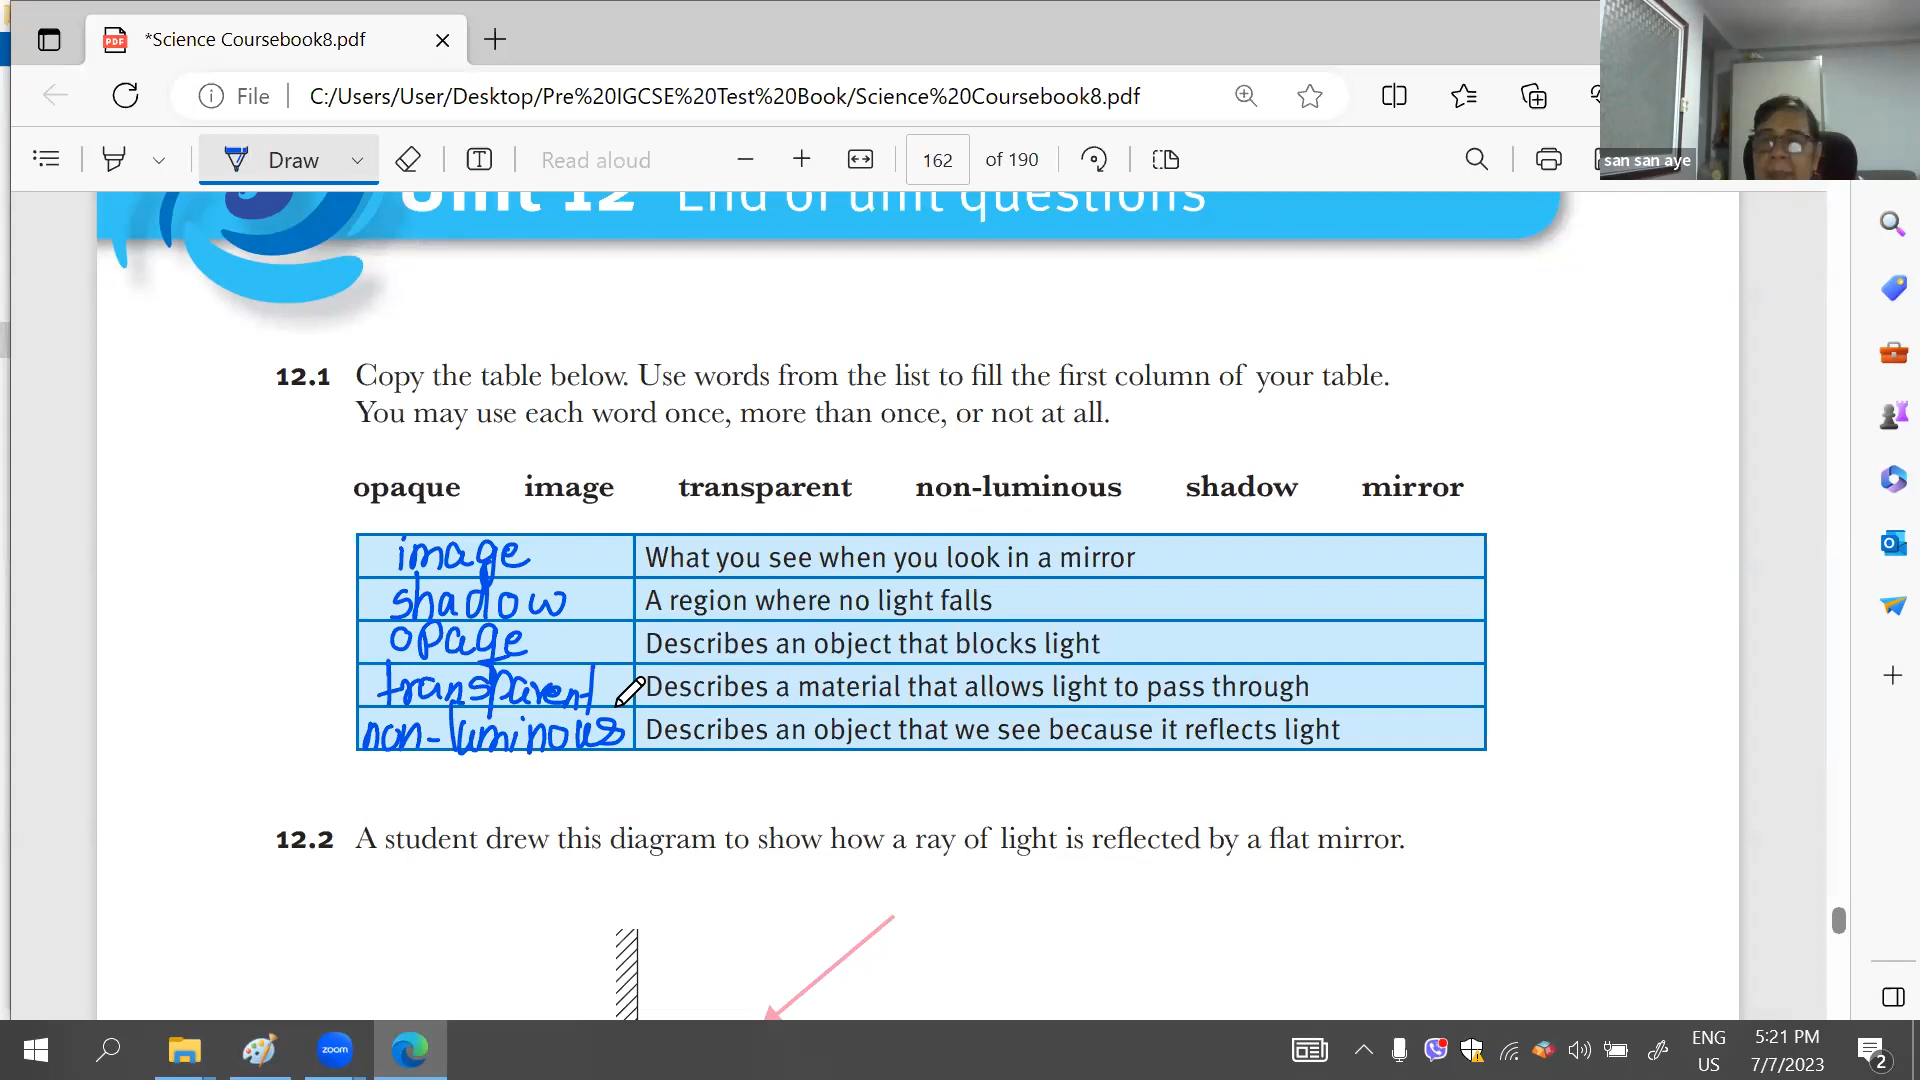 *Science Coursebook8.pdf
File C:/Users/User/Desktop/Pre%20IGCSE%20Test%20Book/Science%20Coursebook8.pdf
Draw Read aloud 162 of 190
san san aye
Unit 12 End of unit questions
12.1 Copy the table below. Use words from the list to fill the first column of your table.
You may use each word once, more than once, or not at all.
opaque image transparent non-luminous shadow mirror
image What you see when you look in a mirror
shadow A region where no light falls
opaqe Describes an object that blocks light
transparent Describes a material that allows light to pass through
non-luminous Describes an object that we see because it reflects light
12.2 A student drew this diagram to show how a ray of light is reflected by a flat mirror.
zoom
ENG
US
5:21 PM
7/7/2023
2